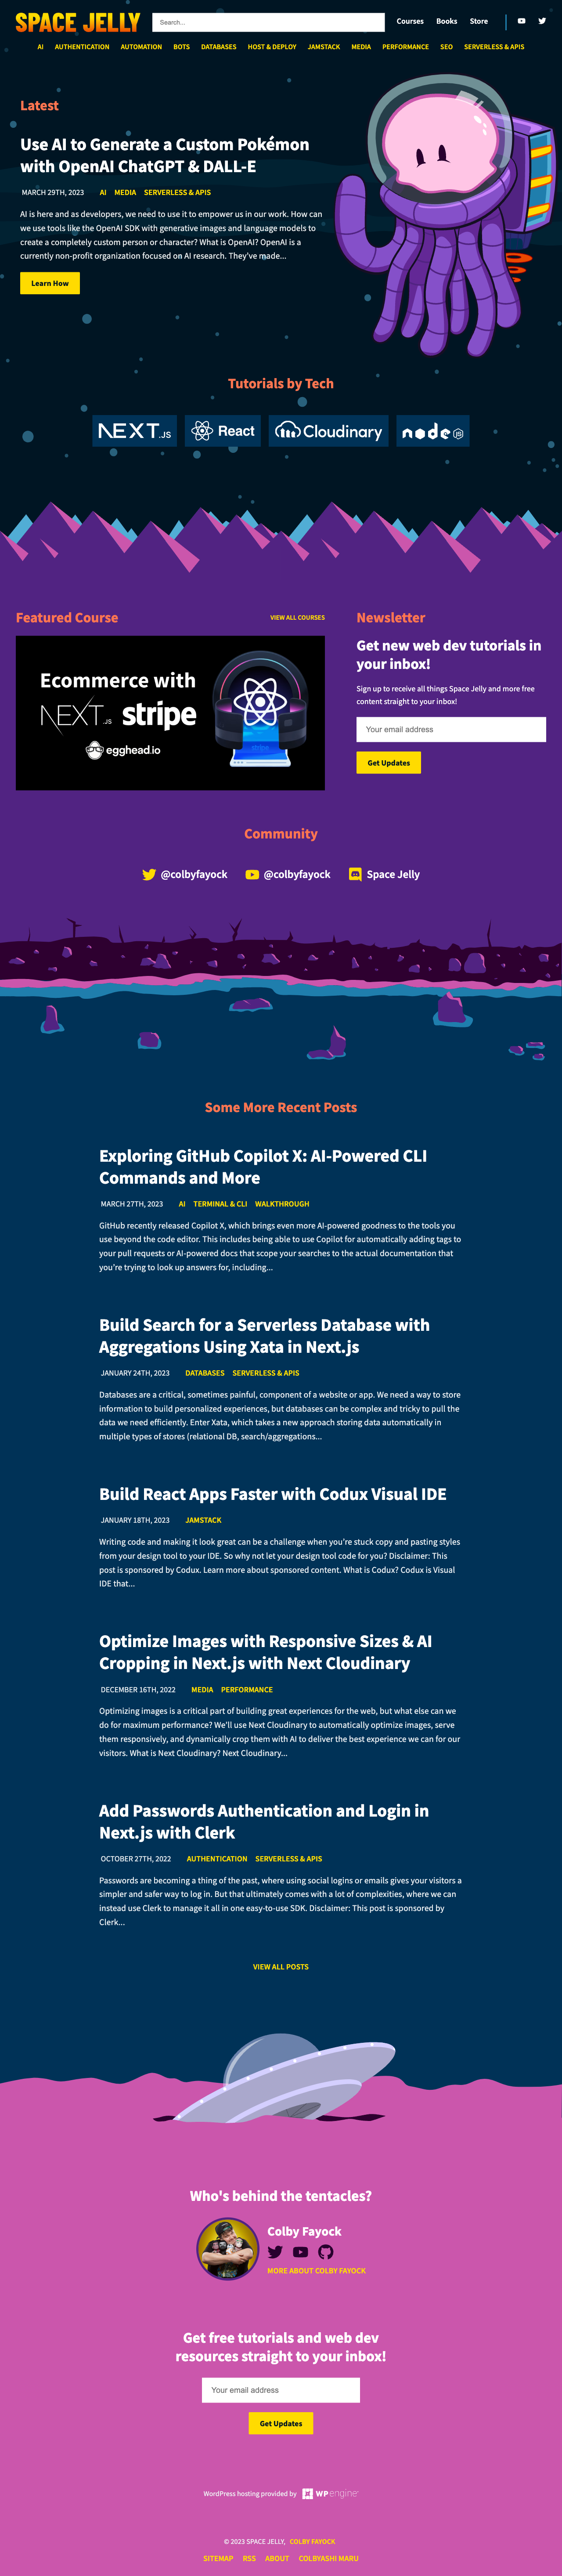 SPACE JELLY
Search...
Courses Books Store
AI AUTHENTICATION AUTOMATION BOTS DATABASES HOST & DEPLOY JAMSTACK MEDIA PERFORMANCE SEO SERVERLESS & APIS
Latest
Use AI to Generate a Custom Pokémon
with OpenAI ChatGPT & DALL-E
MARCH 29TH, 2023 AI MEDIA SERVERLESS & APIS
AI is here and as developers, we need to use it to empower us in our work. How can
we use tools like the OpenAI SDK with generative images and language models to
create a completely custom person or character? What is OpenAI? OpenAI is a
currently non-profit organization focused on AI research. They've made...
Learn How
Tutorials by Tech
NEXT.JS React Cloudinary node JS
Featured Course
VIEW ALL COURSES
Ecommerce with
NEXT.JS stripe
egghead.io
stripe
Newsletter
Get new web dev tutorials in
your inbox!
Sign up to receive all things Space Jelly and more free
content straight to your inbox!
Your email address
Get Updates
Community
@colbyfayock @colbyfayock Space Jelly
Some More Recent Posts
Exploring GitHub Copilot X: AI-Powered CLI
Commands and More
MARCH 27TH, 2023 AI TERMINAL & CLI WALKTHROUGH
GitHub recently released Copilot X, which brings even more AI-powered goodness to the tools you
use beyond the code editor. This includes being able to use Copilot for automatically adding tags to
your pull requests or AI-powered docs that scope your searches to the actual documentation that
you're trying to look up answers for, including...
Build Search for a Serverless Database with
Aggregations Using Xata in Next.js
JANUARY 24TH, 2023 DATABASES SERVERLESS & APIS
Databases are a critical, sometimes painful, component of a website or app. We need a way to store
information to build personalized experiences, but databases can be complex and tricky to pull the
data we need efficiently. Enter Xata, which takes a new approach storing data automatically in
multiple types of stores (relational DB, search/aggregations...
Build React Apps Faster with Codux Visual IDE
JANUARY 18TH, 2023 JAMSTACK
Writing code and making it look great can be a challenge when you're stuck copy and pasting styles
from your design tool to your IDE. So why not let your design tool code for you? Disclaimer: This
post is sponsored by Codux. Learn more about sponsored content. What is Codux? Codux is Visual
IDE that...
Optimize Images with Responsive Sizes & AI
Cropping in Next.js with Next Cloudinary
DECEMBER 16TH, 2022 MEDIA PERFORMANCE
Optimizing images is a critical part of building great experiences for the web, but what else can we
do for maximum performance? We'll use Next Cloudinary to automatically optimize images, serve
them responsively, and dynamically crop them with AI to deliver the best experience we can for our
visitors. What is Next Cloudinary? Next Cloudinary...
Add Passwords Authentication and Login in
Next.js with Clerk
OCTOBER 27TH, 2022 AUTHENTICATION SERVERLESS & APIS
Passwords are becoming a thing of the past, where using social logins or emails gives your visitors a
simpler and safer way to log in. But that ultimately comes with a lot of complexities, where we can
instead use Clerk to manage it all in one easy-to-use SDK. Disclaimer: This post is sponsored by
Clerk...
VIEW ALL POSTS
Who's behind the tentacles?
Colby Fayock
MORE ABOUT COLBY FAYOCK
Get free tutorials and web dev
resources straight to your inbox!
Your email address
Get Updates
WordPress hosting provided by WPengine
© 2023 SPACE JELLY, COLBY FAYOCK
SITEMAP RSS ABOUT COLBYASHI MARU